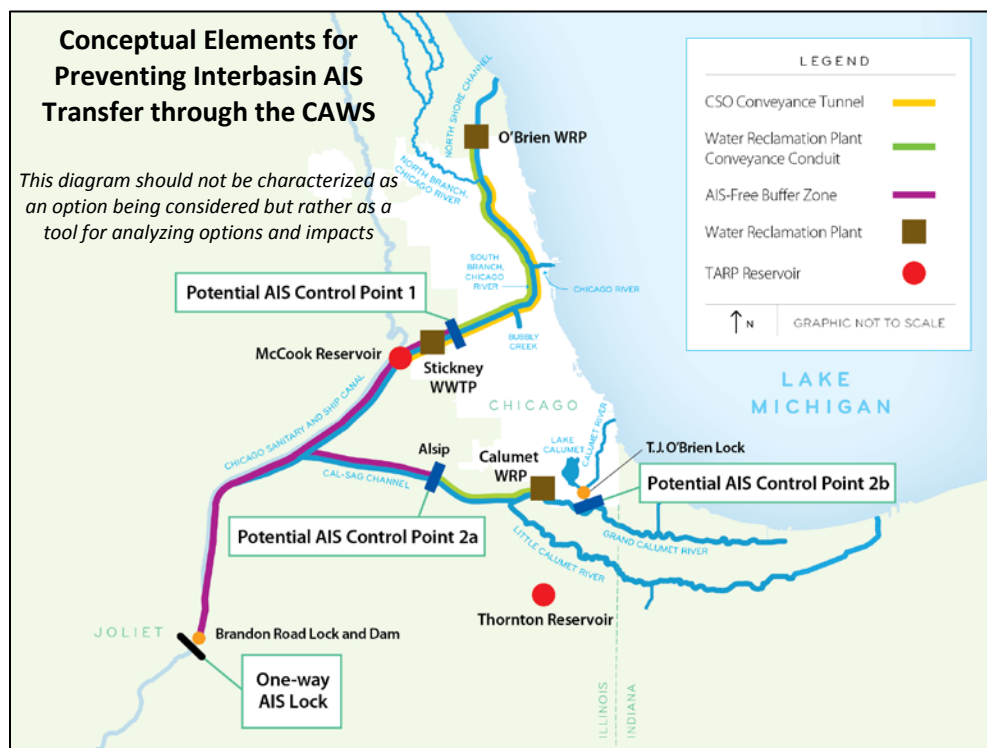 Conceptual Elements for
Preventing Interbasin AIS
Transfer through the CAWS
This diagram should not be characterized as
an option being considered but rather as a
tool for analyzing options and impacts
LEGEND
CSO Conveyance Tunnel
Water Reclamation Plant
Conveyance Conduit
AIS-Free Buffer Zone
Water Reclamation Plant
TARP Reservoir
N
GRAPHIC NOT TO SCALE
NORTH SHORE CHANNEL
O'Brien WRP
NORTH BRANCH,
CHICAGO RIVER
SOUTH
BRANCH,
CHICAGO
RIVER
CHICAGO RIVER
Potential AIS Control Point 1
BUBBLY
CREEK
McCook Reservoir
Stickney
WWTP
LAKE
MICHIGAN
CHICAGO
CHICAGO SANITARY AND SHIP CANAL
Alsip
CAL-SAG CHANNEL
Calumet
WRP
LAKE
CALUMET
CALUMET RIVER
T.J. O'Brien Lock
Potential AIS Control Point 2b
Potential AIS Control Point 2a
GRAND CALUMET RIVER
LITTLE CALUMET RIVER
Thornton Reservoir
JOLIET
Brandon Road Lock and Dam
One-way
AIS Lock
ILLINOIS
INDIANA